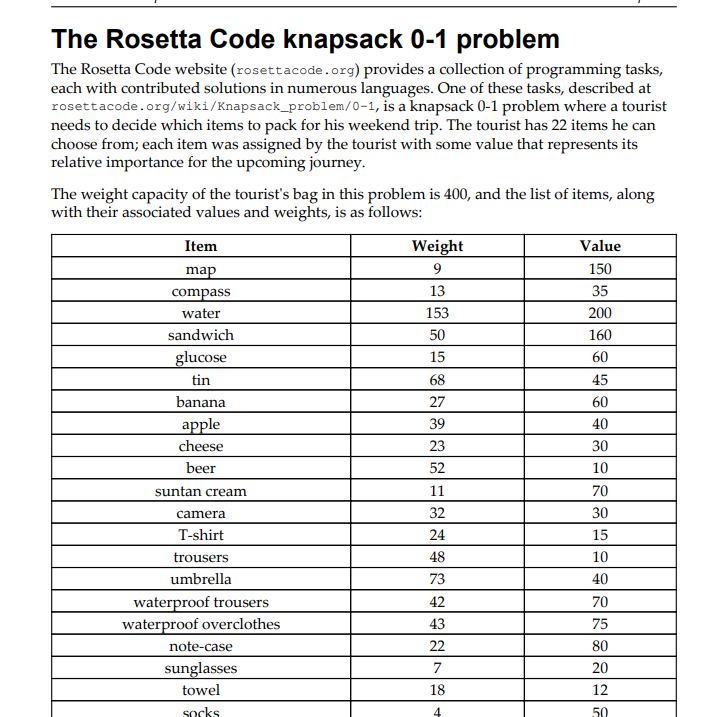 The Rosetta Code knapsack 0-1 problem
The Rosetta Code website (rosettacode.org) provides a collection of programming tasks,
each with contributed solutions in numerous languages. One of these tasks, described at
rosettacode.org/wiki/Knapsack_problem/0-1, is a knapsack 0-1 problem where a tourist
needs to decide which items to pack for his weekend trip. The tourist has 22 items he can
choose from; each item was assigned by the tourist with some value that represents its
relative importance for the upcoming journey.
The weight capacity of the tourist's bag in this problem is 400, and the list of items, along
with their associated values and weights, is as follows:
Item Weight Value
map 9 150
compass 13 35
water 153 200
sandwich 50 160
glucose 15 60
tin 68 45
banana 27 60
apple 39 40
cheese 23 30
beer 52 10
suntan cream 11 70
camera 32 30
T-shirt 24 15
trousers 48 10
umbrella 73 40
waterproof trousers 42 70
waterproof overclothes 43 75
note-case 22 80
sunglasses 7 20
towel 18 12
socks 4 50